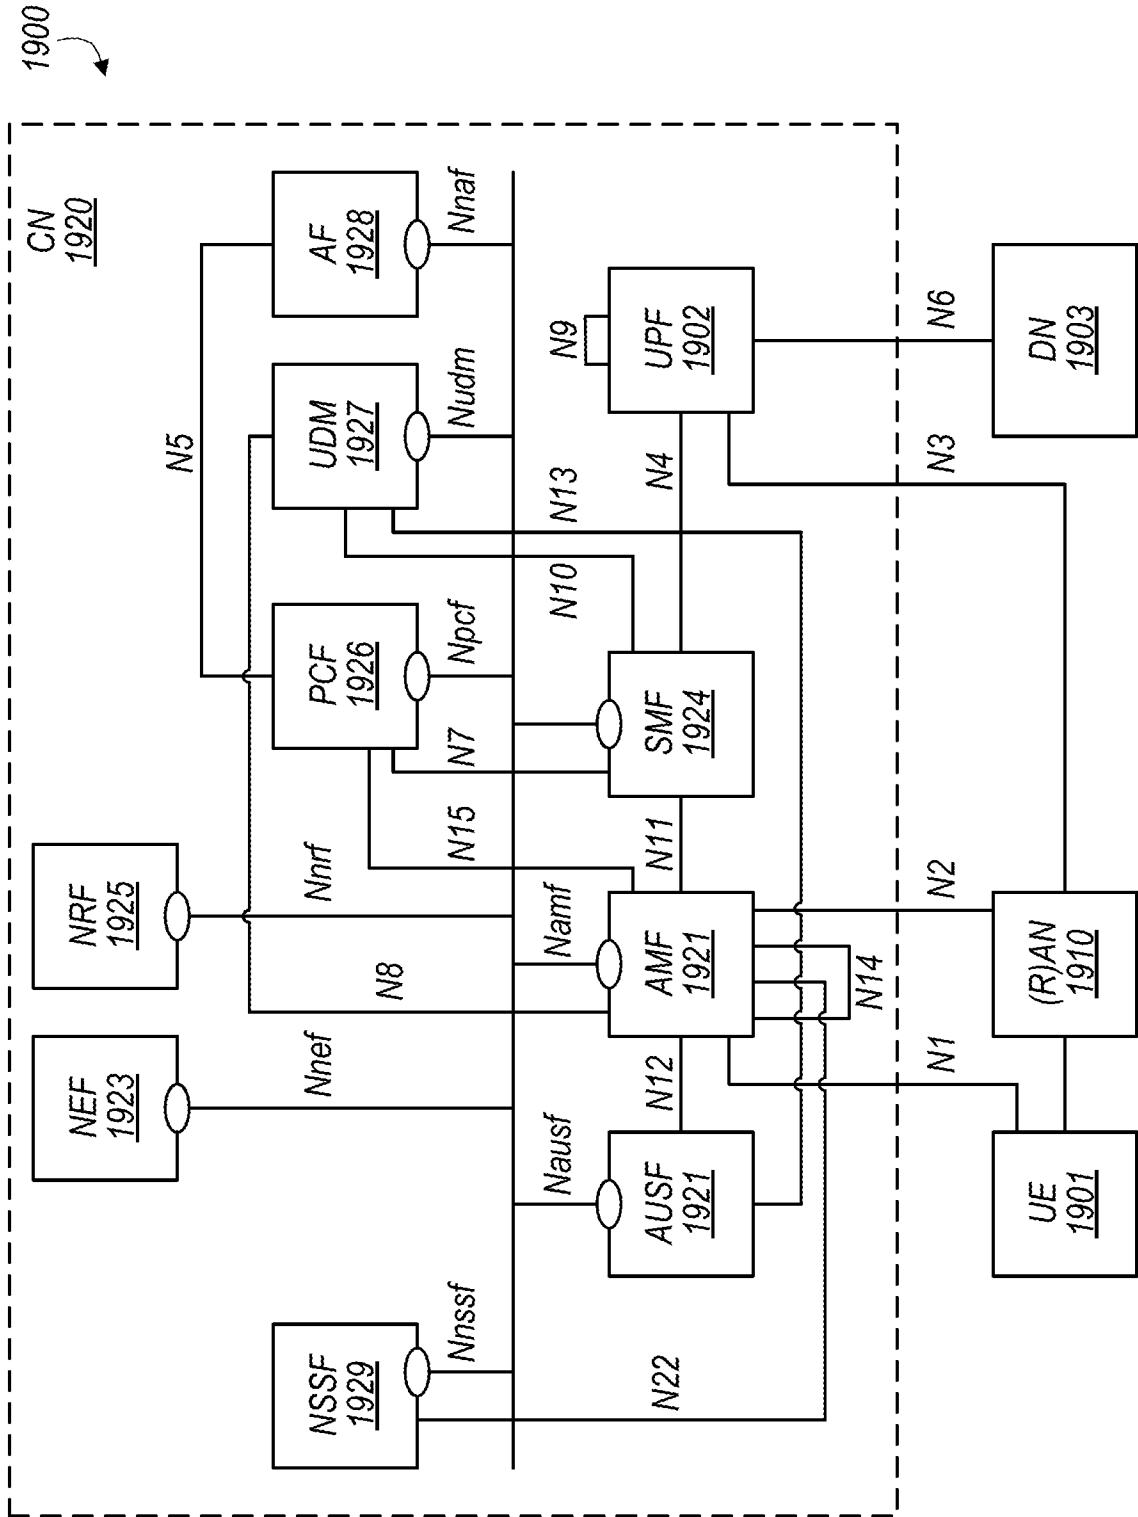 1900
CN
1920
NEF
1923
NRF
1925
N5
NSSF
1929
PCF
1926
UDM
1927
AF
1928
Nnef
Nnrf
N8
Nnssf
N15
N7
Npcf
Nudm
Nnaf
Nausf
Namf
N10
N13
N9
N22
AUSF
1921
N12
AMF
1921
N11
SMF
1924
N4
UPF
1902
N14
N1
N2
N3
N6
UE
1901
(R)AN
1910
DN
1903